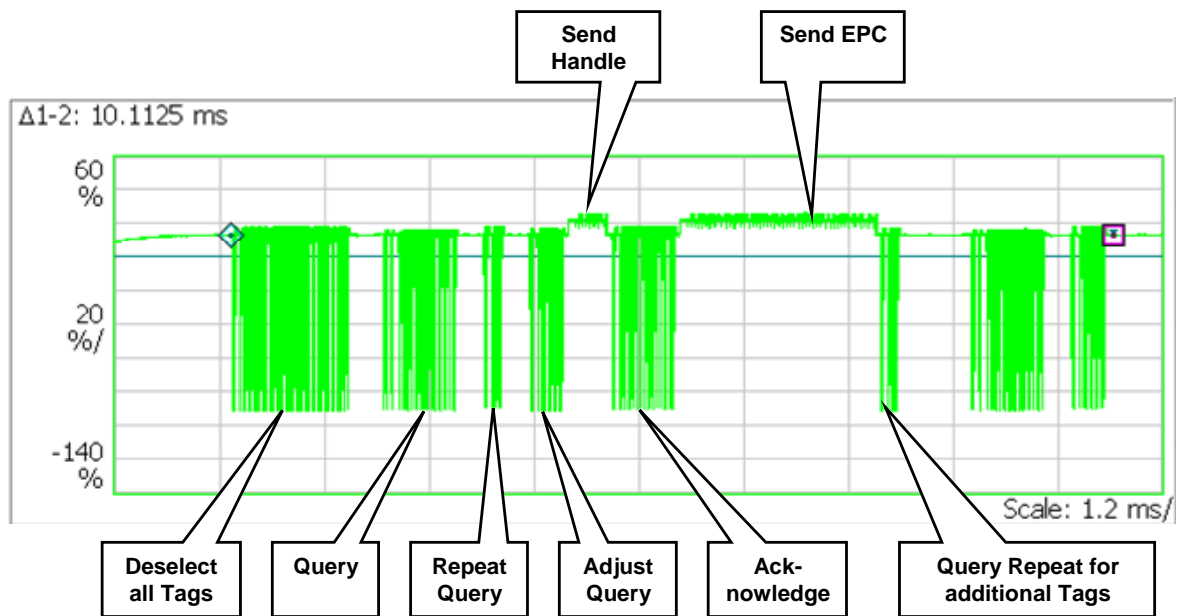 Send
Handle
Send EPC
Δ1-2: 10.1125 ms
60
%
20
%/
-140
%
Scale: 1.2 ms/
Deselect
all Tags
Query
Repeat
Query
Adjust
Query
Ack-
nowledge
Query Repeat for
additional Tags